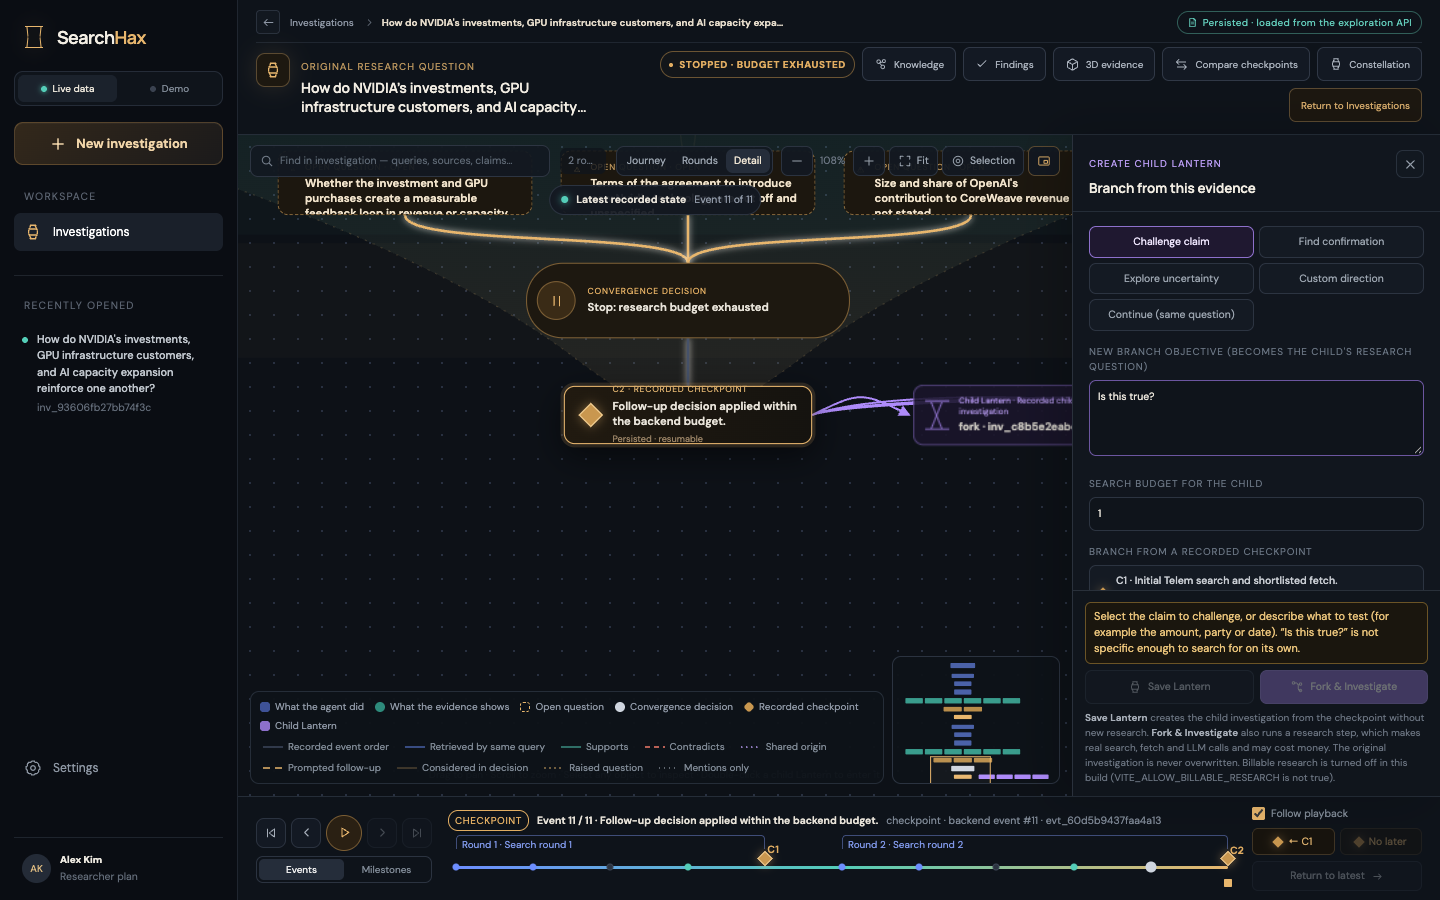 SearchHax
Live data
Demo
New investigation
WORKSPACE
Investigations
RECENTLY OPENED
How do NVIDIA's investments,
GPU infrastructure customers,
and AI capacity expansion
reinforce one another?
inv_93606fb27bb74f3c
Settings
AK
Alex Kim
Researcher plan
Investigations
How do NVIDIA's investments, GPU infrastructure customers, and AI capacity expa...
Persisted · loaded from the exploration API
ORIGINAL RESEARCH QUESTION
How do NVIDIA's investments, GPU
infrastructure customers, and AI capacity...
STOPPED · BUDGET EXHAUSTED
Knowledge
Findings
3D evidence
Compare checkpoints
Constellation
Return to Investigations
Find in investigation — queries, sources, claims...
2 ro...
Journey
Rounds
Detail
108%
Fit
Selection
Whether the investment and GPU
purchases create a measurable
feedback loop in revenue or capacity
Terms of the agreement to introduce
off and
Size and share of OpenAI's
contribution to CoreWeave revenue
not stated
Latest recorded state
Event 11 of 11
CONVERGENCE DECISION
Stop: research budget exhausted
C2 · RECORDED CHECKPOINT
Follow-up decision applied within
the backend budget.
Persisted · resumable
Child Lantern · Recorded child
investigation
fork · inv_c8b5e2eab
What the agent did
What the evidence shows
Open question
Convergence decision
Recorded checkpoint
Child Lantern
Recorded event order
Retrieved by same query
Supports
Contradicts
Shared origin
Prompted follow-up
Considered in decision
Raised question
Mentions only
CREATE CHILD LANTERN
Branch from this evidence
Challenge claim
Find confirmation
Explore uncertainty
Custom direction
Continue (same question)
NEW BRANCH OBJECTIVE (BECOMES THE CHILD'S RESEARCH
QUESTION)
Is this true?
SEARCH BUDGET FOR THE CHILD
1
BRANCH FROM A RECORDED CHECKPOINT
C1 · Initial Telem search and shortlisted fetch.
Select the claim to challenge, or describe what to test (for
example the amount, party or date). "Is this true?" is not
specific enough to search for on its own.
Save Lantern
Fork & Investigate
Save Lantern creates the child investigation from the checkpoint without
new research. Fork & Investigate also runs a research step, which makes
real search, fetch and LLM calls and may cost money. The original
investigation is never overwritten. Billable research is turned off in this
build (VITE_ALLOW_BILLABLE_RESEARCH is not true).
Events
Milestones
CHECKPOINT
Event 11 / 11 · Follow-up decision applied within the backend budget.
checkpoint · backend event #11 · evt_60d5b9437faa4a13
Round 1 · Search round 1
C1
Round 2 · Search round 2
C2
Follow playback
← C1
No later
Return to latest →